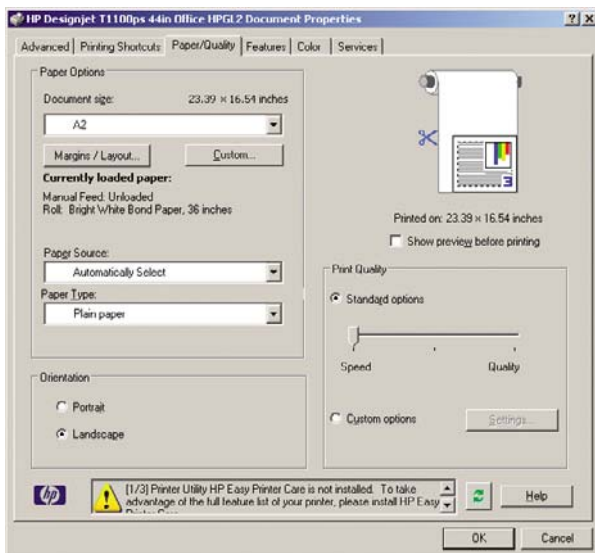 HP Designjet T1100ps 44in Office HPGL2 Document Properties
Advanced
Printing Shortcuts
Paper/Quality
Features
Color
Services
Paper Options
Document size:
23.39 × 16.54 inches
A2
Margins / Layout...
Custom...
Currently loaded paper:
Manual Feed: Unloaded
Roll: Bright White Bond Paper, 36 inches
Paper Source:
Automatically Select
Paper Type:
Plain paper
Orientation
Portrait
Landscape
3
Printed on: 23.39 × 16.54 inches
Show preview before printing
Print Quality
Standard options
Speed
Quality
Custom options
Settings...
hp
[1/3] Printer Utility HP Easy Printer Care is not installed. To take
advantage of the full feature list of your printer, please install HP Easy
Help
OK
Cancel